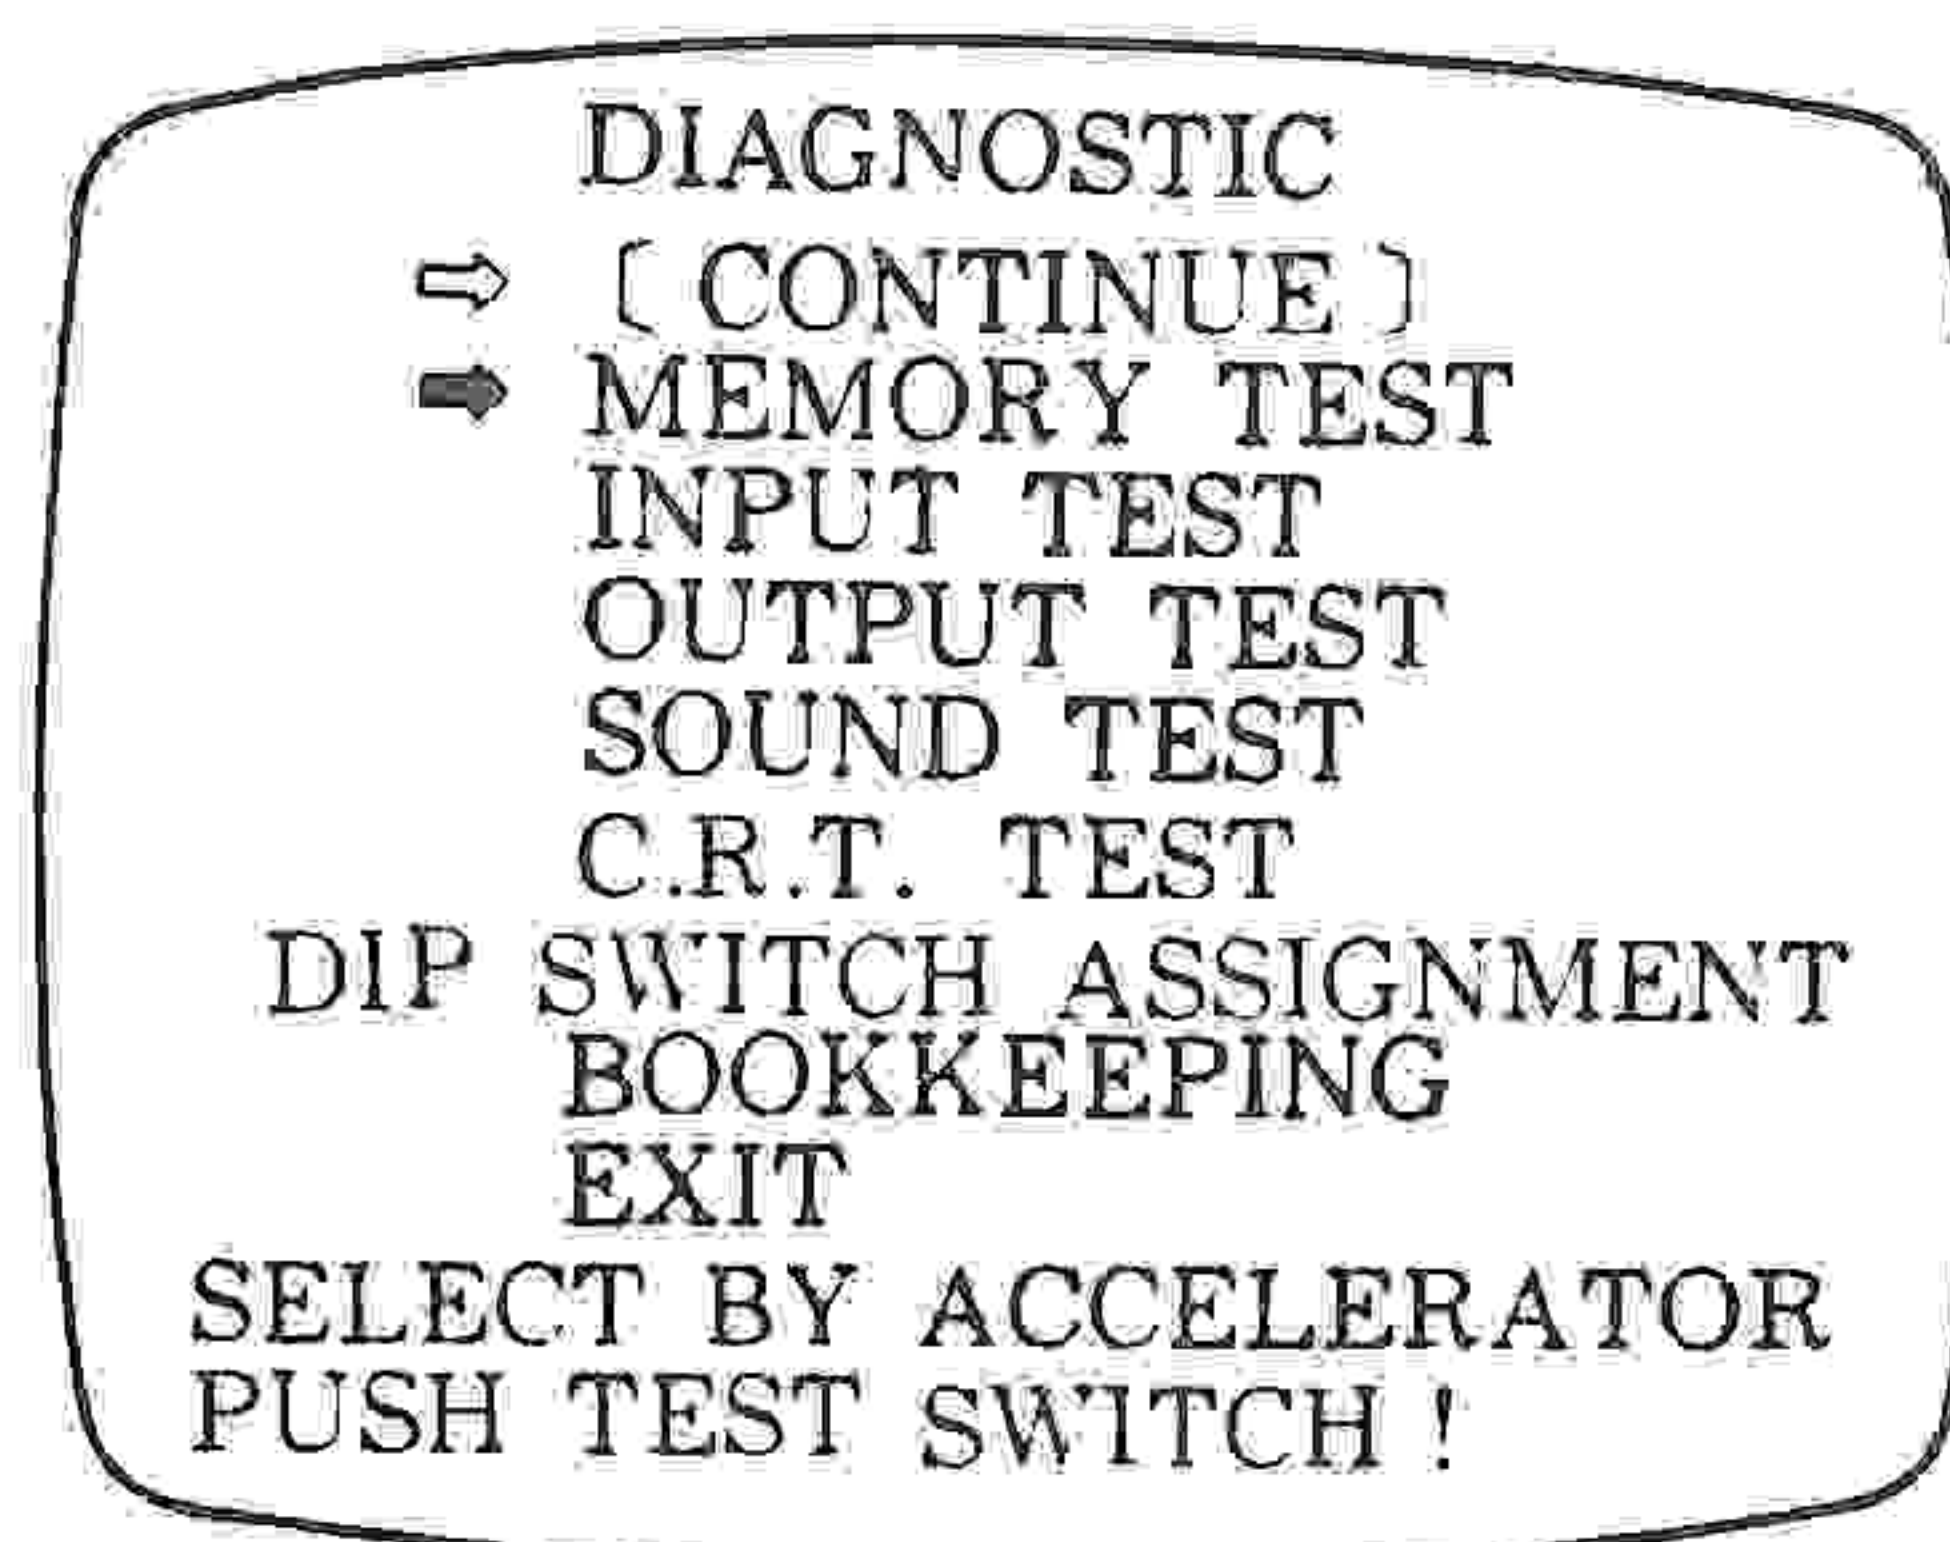 DIAGNOSTIC
⇨ [ CONTINUE ]
➡ MEMORY TEST
INPUT TEST
OUTPUT TEST
SOUND TEST
C.R.T. TEST
DIP SWITCH ASSIGNMENT
BOOKKEEPING
EXIT
SELECT BY ACCELERATOR
PUSH TEST SWITCH !